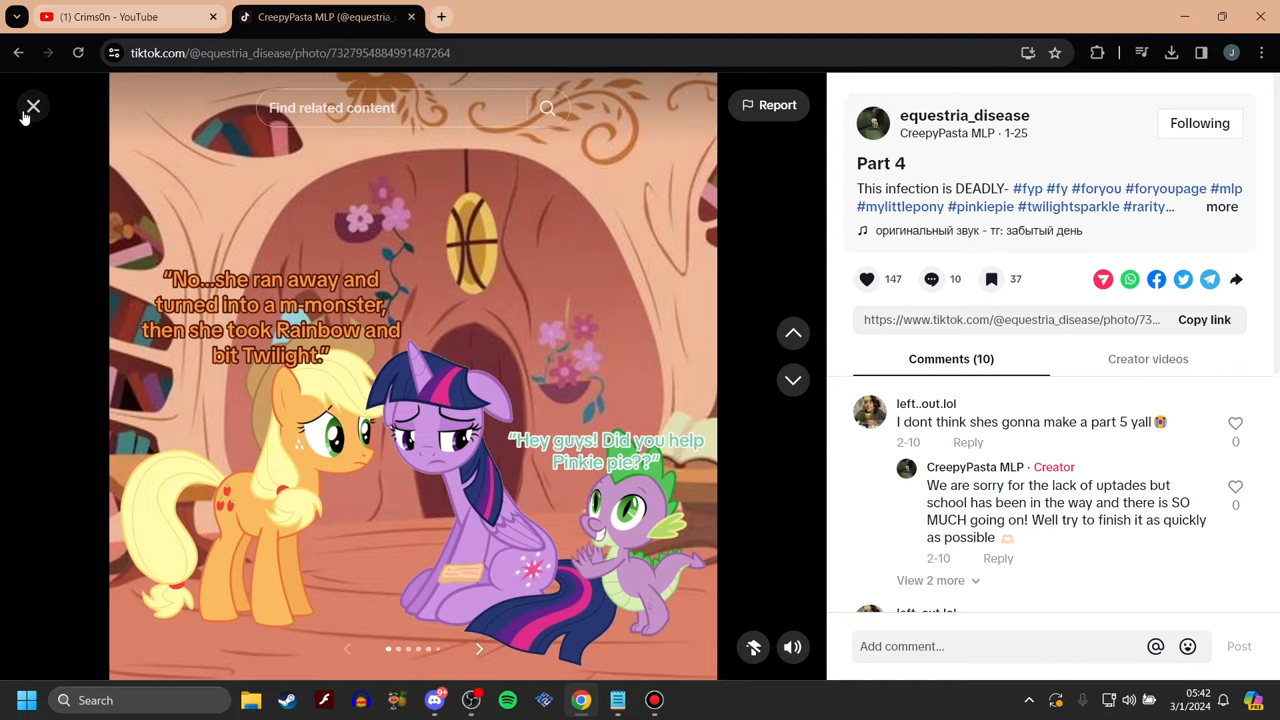 (1) Crims0n - YouTube
CreepyPasta MLP (@equestria_
tiktok.com/@equestria_disease/photo/7327954884991487264
J
Find related content
Report
"No...she ran away and
turned into a m-monster,
then she took Rainbow and
bit Twilight."
"Hey guys! Did you help
Pinkie pie??"
equestria_disease
CreepyPasta MLP · 1-25
Following
Part 4
This infection is DEADLY- #fyp #fy #foryou #foryoupage #mlp
#mylittlepony #pinkiepie #twilightsparkle #rarity...
more
оригинальный звук - тг: забытый день
147
10
37
https://www.tiktok.com/@equestria_disease/photo/73...
Copy link
Comments (10)
Creator videos
left..out.lol
I dont think shes gonna make a part 5 yall😭
2-10
Reply
0
CreepyPasta MLP · Creator
We are sorry for the lack of uptades but
school has been in the way and there is SO
MUCH going on! Well try to finish it as quickly
as possible 🫶🏻
0
2-10
Reply
View 2 more
left..out.lol
Add comment...
Post
Search
9+
05:42
3/1/2024